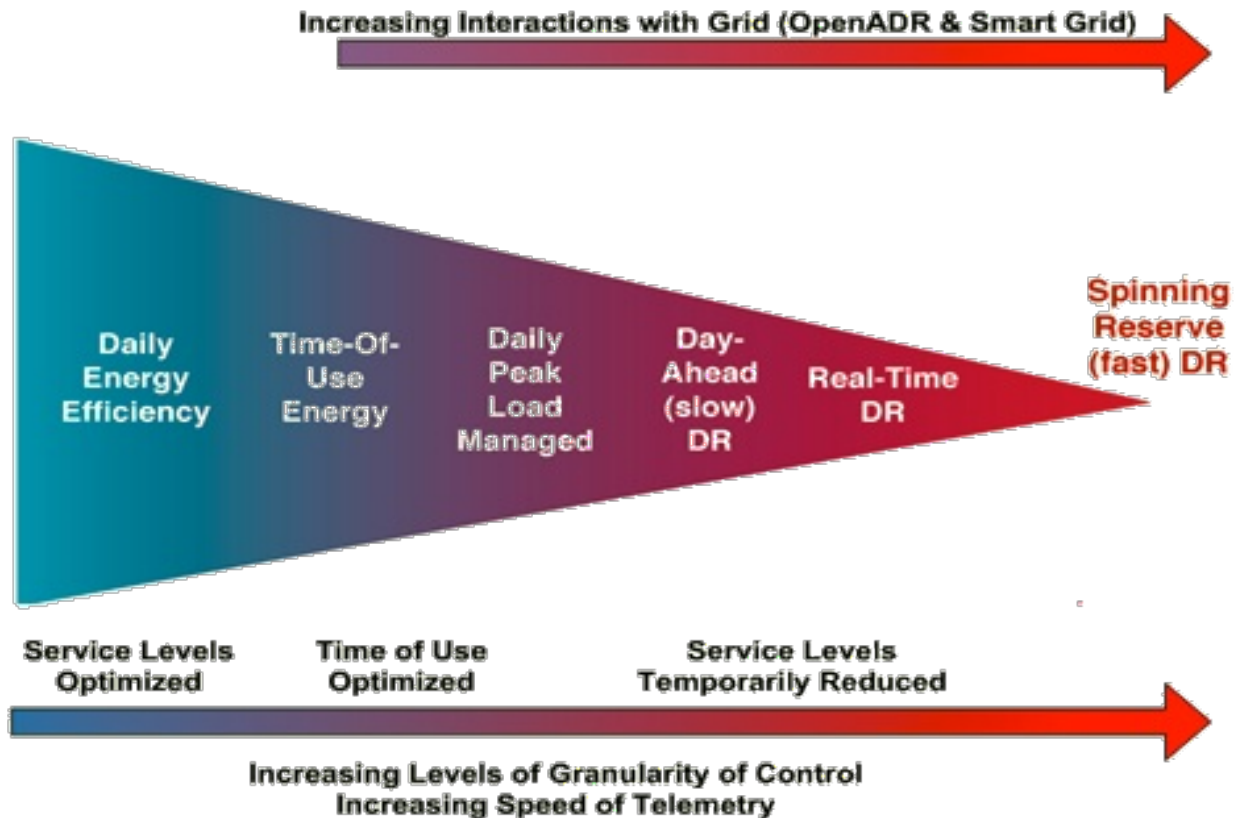 Increasing Interactions with Grid (OpenADR & Smart Grid)
Daily
Energy
Efficiency
Time-Of-
Use
Energy
Daily
Peak
Load
Managed
Day-
Ahead
(slow)
DR
Real-Time
DR
Spinning
Reserve
(fast) DR
Service Levels
Optimized
Time of Use
Optimized
Service Levels
Temporarily Reduced
Increasing Levels of Granularity of Control
Increasing Speed of Telemetry